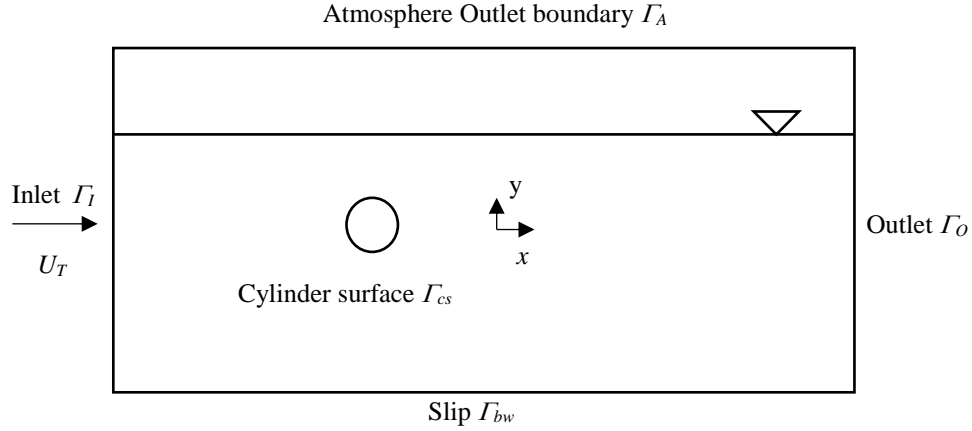 Atmosphere Outlet boundary Γ_A
Inlet Γ_I
U_T
y
x
Outlet Γ_O
Cylinder surface Γ_cs
Slip Γ_bw